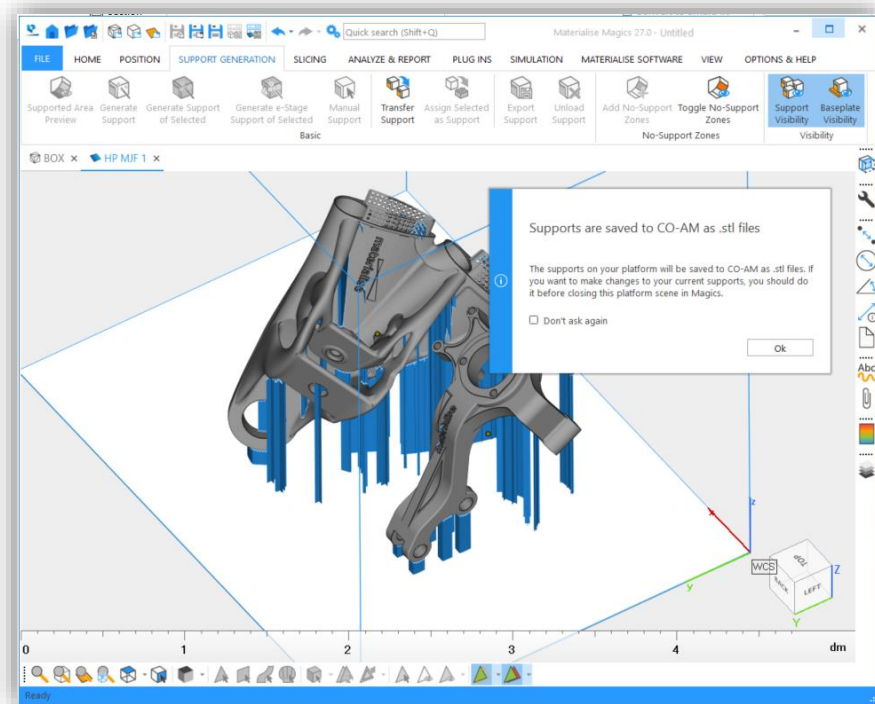 Quick search (Shift+Q)
Materialise Magics 27.0 - Untitled
FILE HOME POSITION SUPPORT GENERATION SLICING ANALYZE & REPORT PLUG INS SIMULATION MATERIALISE SOFTWARE VIEW OPTIONS & HELP
Supported Area Preview
Generate Support
Generate Support of Selected
Generate e-Stage Support of Selected
Manual Support
Transfer Support
Assign Selected as Support
Export Support
Unload Support
Add No-Support Zones
Toggle No-Support Zones
Support Visibility
Baseplate Visibility
Basic
No-Support Zones
Visibility
BOX
HP MJF 1
Supports are saved to CO-AM as .stl files
The supports on your platform will be saved to CO-AM as .stl files. If
you want to make changes to your current supports, you should do
it before closing this platform scene in Magics.
Don't ask again
Ok
Abc
x
z
y
WCS
TOP
BACK
LEFT
Z
Y
0 1 2 3 4 dm
Ready